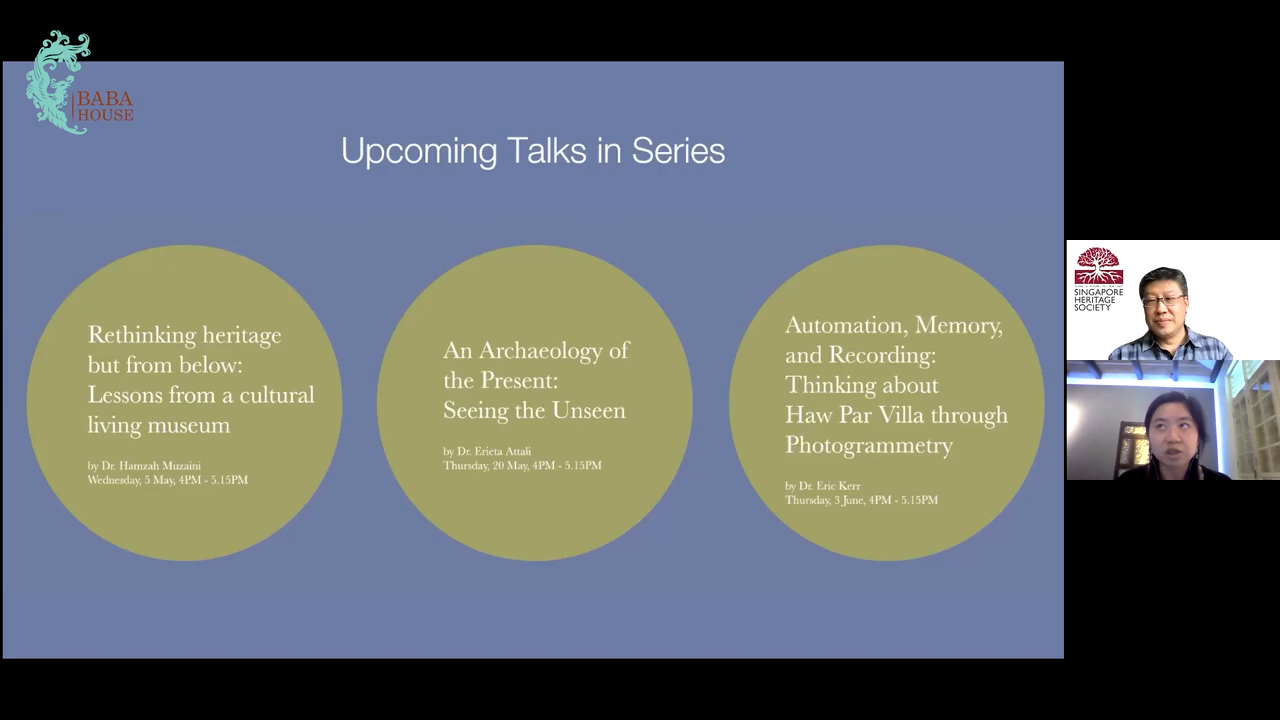 BABA
HOUSE
Upcoming Talks in Series
Rethinking heritage
but from below:
Lessons from a cultural
living museum
by Dr. Hamzah Muzaini
Wednesday, 5 May, 4PM - 5.15PM
An Archaeology of
the Present:
Seeing the Unseen
by Dr. Erieta Attali
Thursday, 20 May, 4PM - 5.15PM
Automation, Memory,
and Recording:
Thinking about
Haw Par Villa through
Photogrammetry
by Dr. Eric Kerr
Thursday, 3 June, 4PM - 5.15PM
SINGAPORE
HERITAGE
SOCIETY